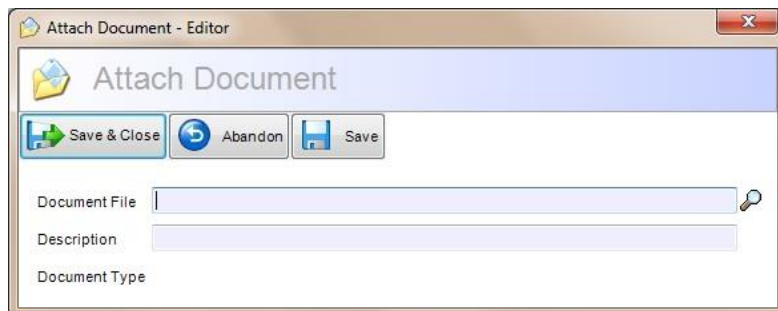 Attach Document - Editor
Attach Document
Save & Close Abandon Save
Document File
Description
Document Type